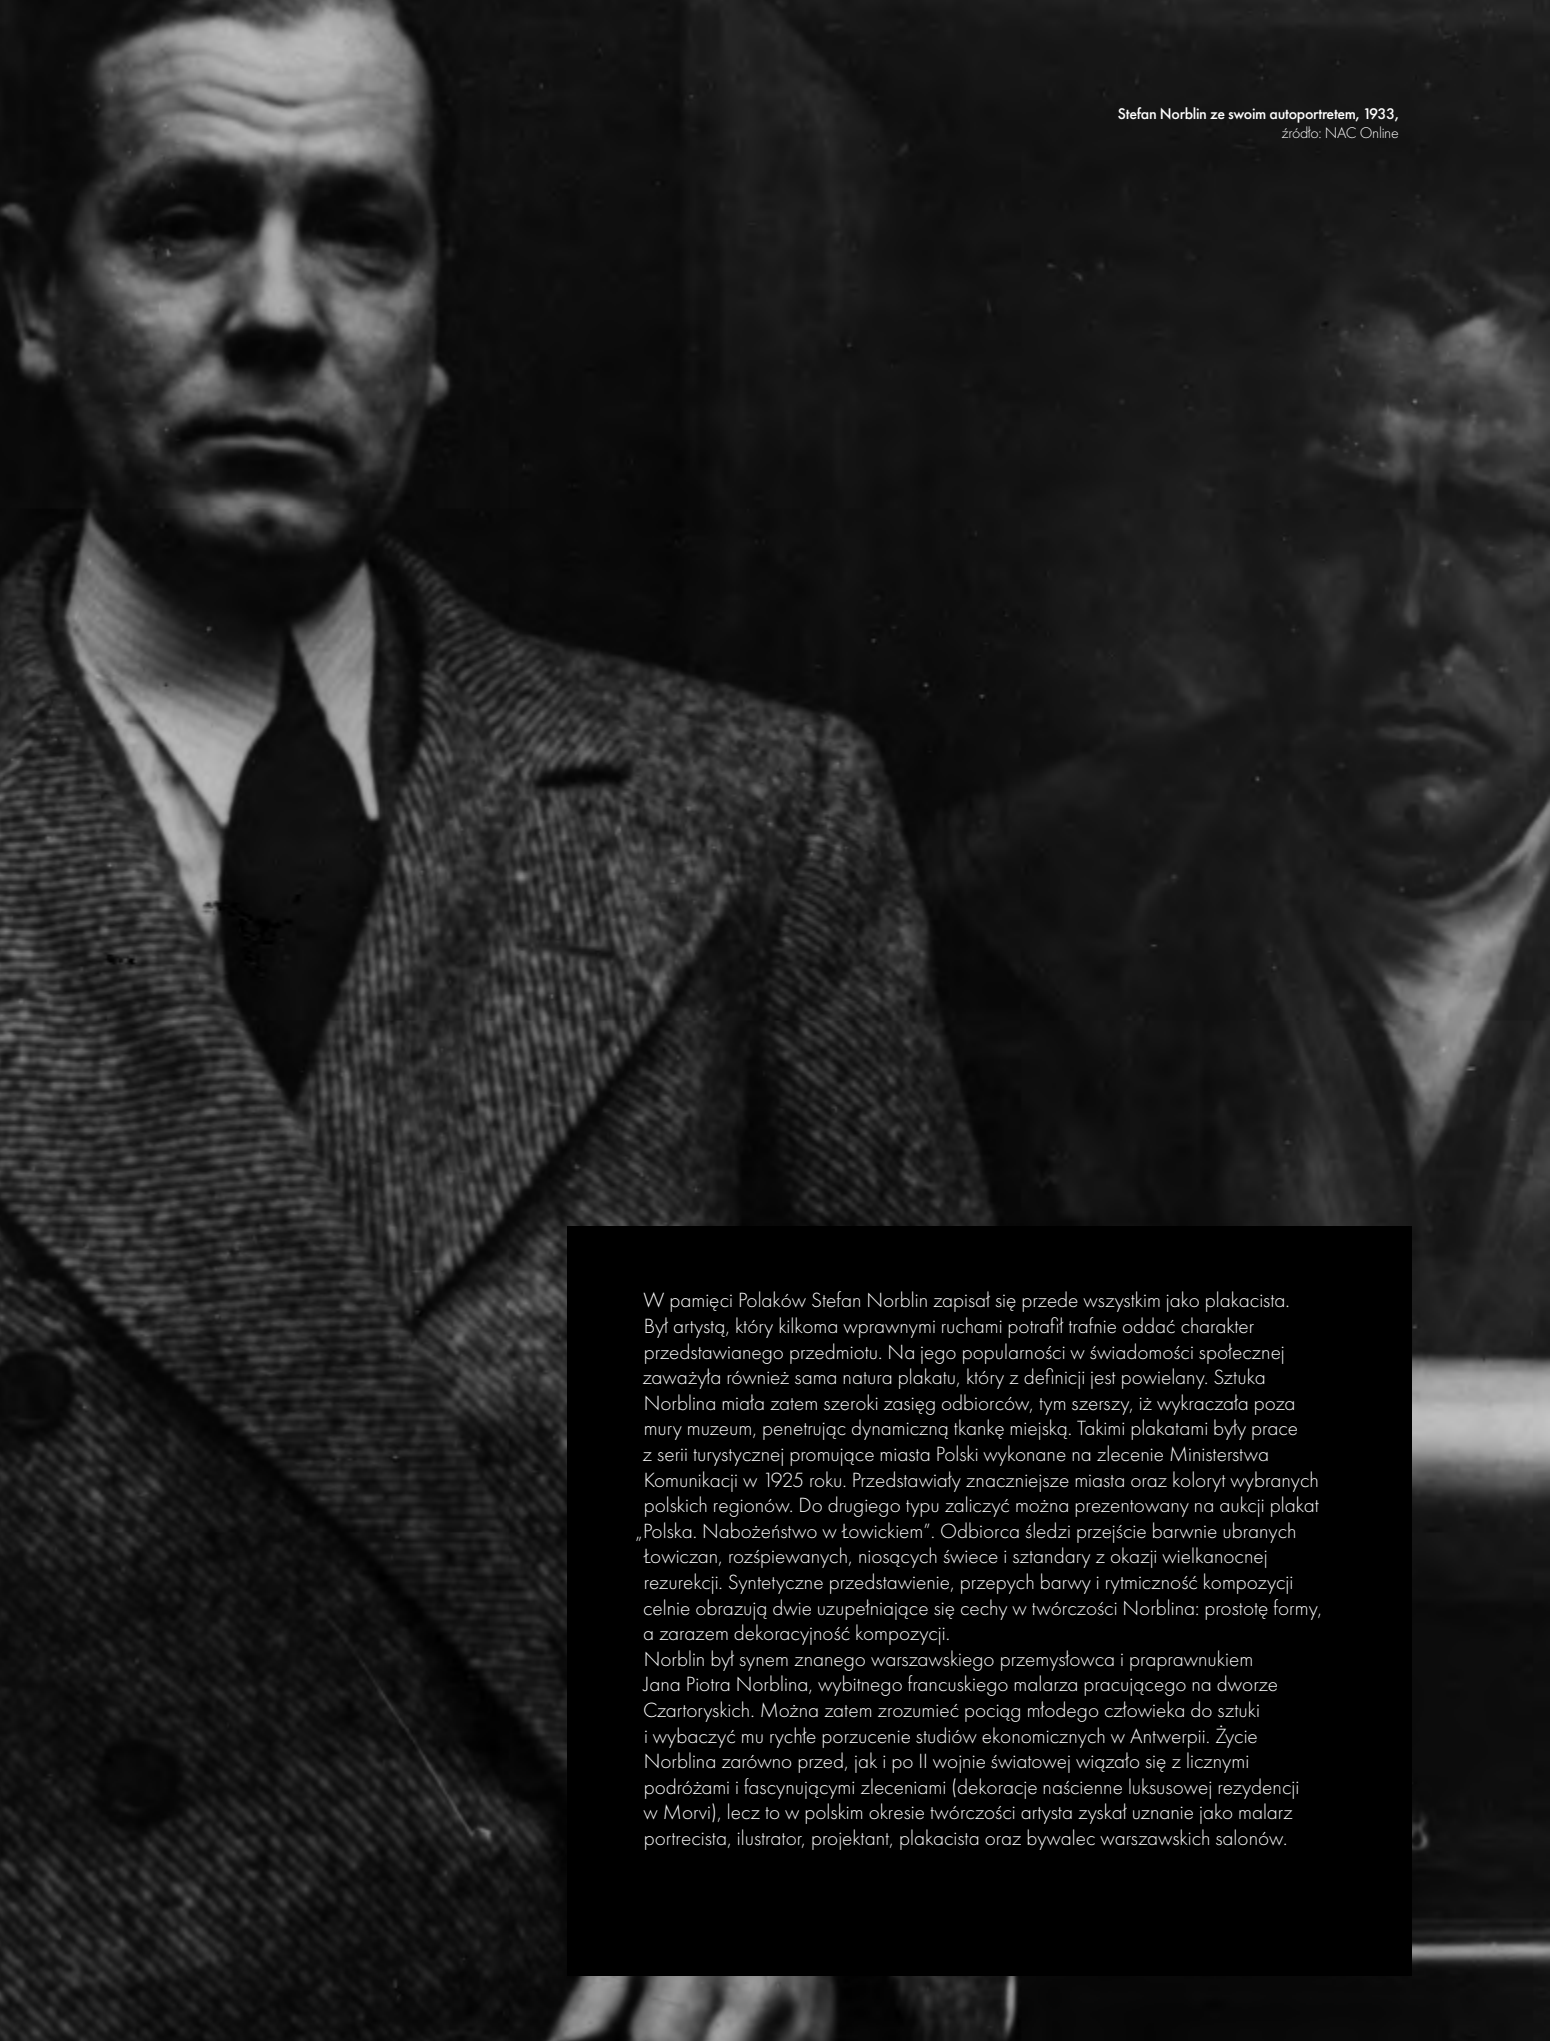 Stefan Norblin ze swoim autoportretem, 1933,
źródło: NAC Online
W pamięci Polaków Stefan Norblin zapisał się przede wszystkim jako plakacista.
Był artystą, który kilkoma wprawnymi ruchami potrafił trafnie oddać charakter
przedstawianego przedmiotu. Na jego popularności w świadomości społecznej
zaważyła również sama natura plakatu, który z definicji jest powielany. Sztuka
Norblina miała zatem szeroki zasięg odbiorców, tym szerszy, iż wykraczała poza
mury muzeum, penetrując dynamiczną tkankę miejską. Takimi plakatami były prace
z serii turystycznej promujące miasta Polski wykonane na zlecenie Ministerstwa
Komunikacji w 1925 roku. Przedstawiały znaczniejsze miasta oraz koloryt wybranych
polskich regionów. Do drugiego typu zaliczyć można prezentowany na aukcji plakat
„Polska. Nabożeństwo w Łowickiem”. Odbiorca śledzi przejście barwnie ubranych
Łowiczan, rozśpiewanych, niosących świece i sztandary z okazji wielkanocnej
rezurekcji. Syntetyczne przedstawienie, przepych barwy i rytmiczność kompozycji
celnie obrazują dwie uzupełniające się cechy w twórczości Norblina: prostotę formy,
a zarazem dekoracyjność kompozycji.
Norblin był synem znanego warszawskiego przemysłowca i praprawnukiem
Jana Piotra Norblina, wybitnego francuskiego malarza pracującego na dworze
Czartoryskich. Można zatem zrozumieć pociąg młodego człowieka do sztuki
i wybaczyć mu rychłe porzucenie studiów ekonomicznych w Antwerpii. Życie
Norblina zarówno przed, jak i po II wojnie światowej wiązało się z licznymi
podróżami i fascynującymi zleceniami (dekoracje naścienne luksusowej rezydencji
w Morvi), lecz to w polskim okresie twórczości artysta zyskał uznanie jako malarz
portrecista, ilustrator, projektant, plakacista oraz bywalec warszawskich salonów.